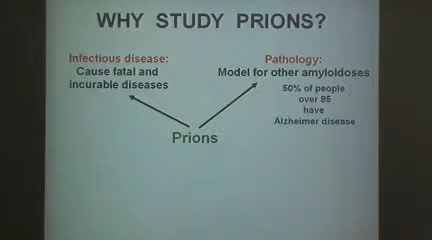 WHY STUDY PRIONS?
Infectious disease:
Cause fatal and
incurable diseases
Pathology:
Model for other amyloidoses
50% of people
over 85
have
Alzheimer disease
Prions